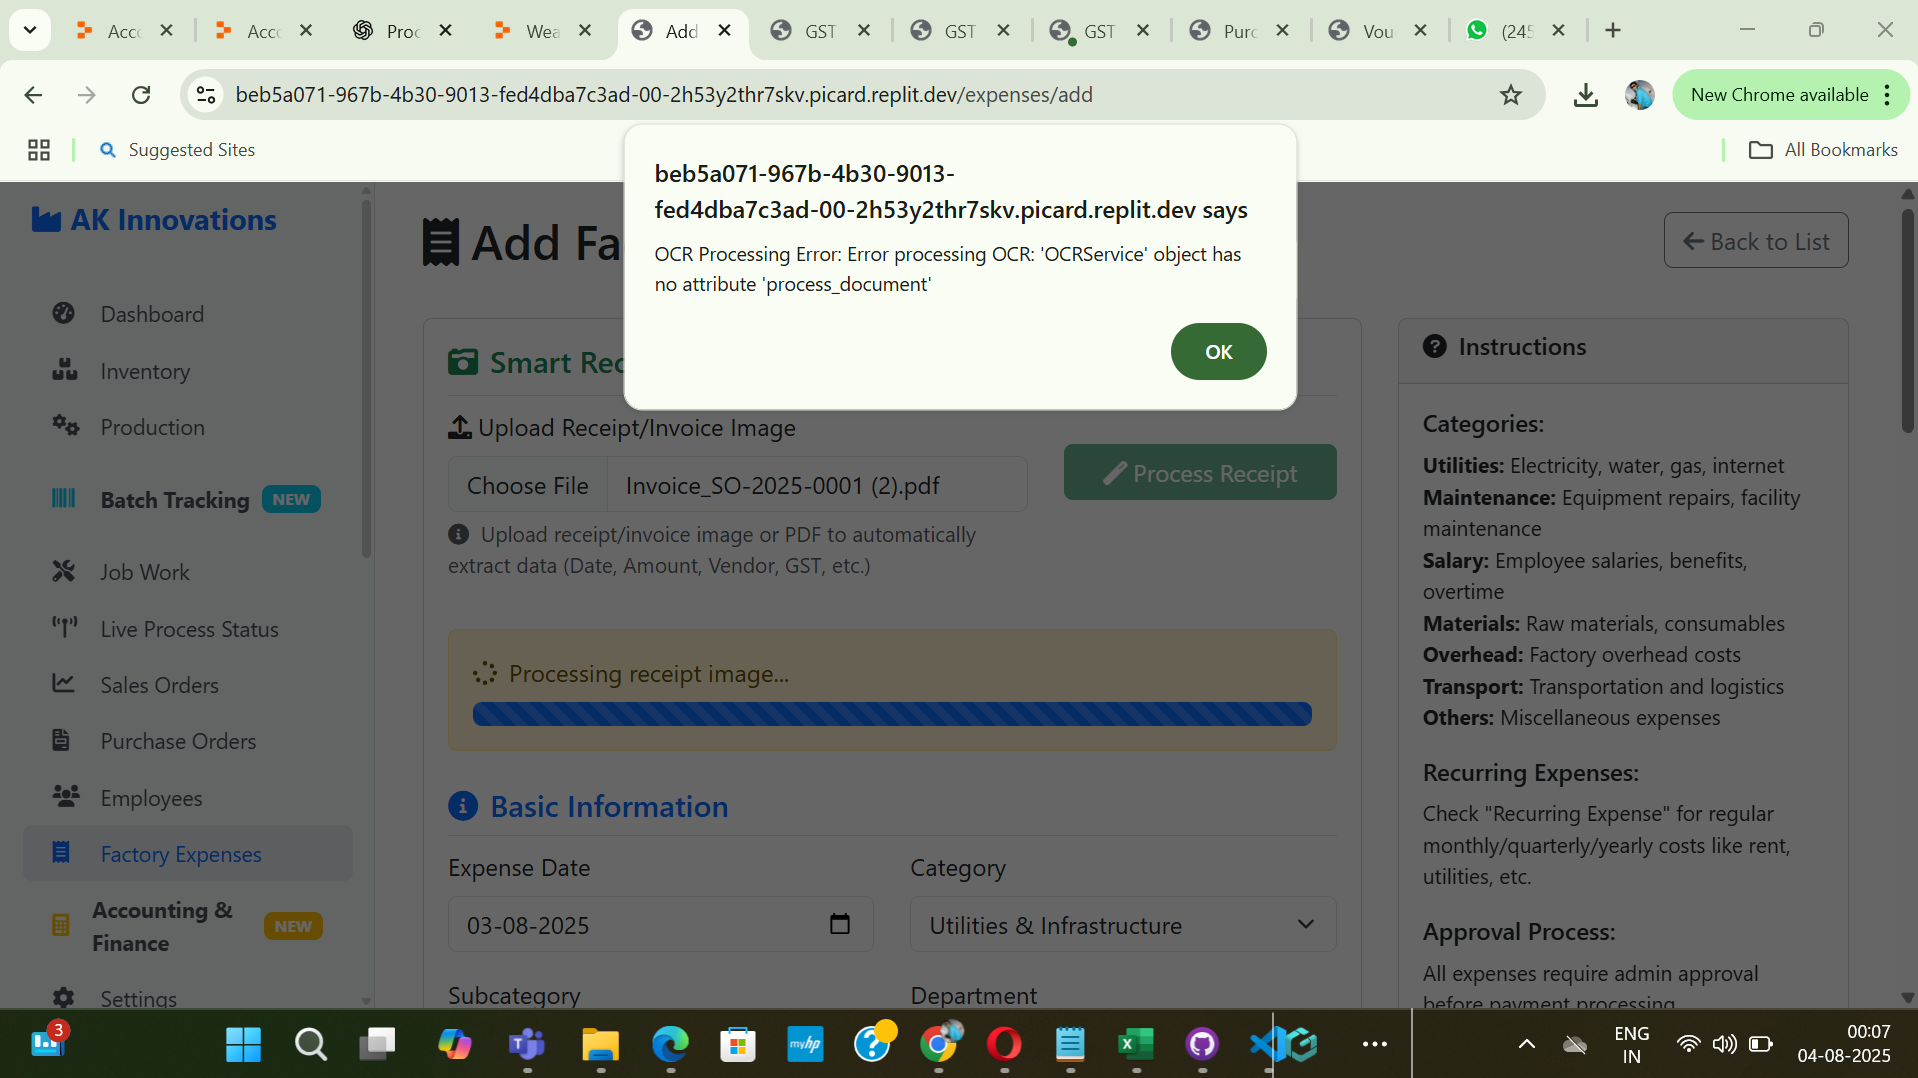 Acc
Acc
Proc
Wea
Add
GST
GST
GST
Purc
Vou
(245
beb5a071-967b-4b30-9013-fed4dba7c3ad-00-2h53y2thr7skv.picard.replit.dev/expenses/add
New Chrome available
Suggested Sites
All Bookmarks
beb5a071-967b-4b30-9013-
fed4dba7c3ad-00-2h53y2thr7skv.picard.replit.dev says
OCR Processing Error: Error processing OCR: 'OCRService' object has
no attribute 'process_document'
OK
AK Innovations
Dashboard
Inventory
Production
Batch Tracking NEW
Job Work
Live Process Status
Sales Orders
Purchase Orders
Employees
Factory Expenses
Accounting &
Finance
NEW
Settings
Add Fa
Back to List
Smart Rec
Upload Receipt/Invoice Image
Choose File Invoice_SO-2025-0001 (2).pdf
Process Receipt
Upload receipt/invoice image or PDF to automatically
extract data (Date, Amount, Vendor, GST, etc.)
Processing receipt image...
Basic Information
Expense Date
Category
03-08-2025
Utilities & Infrastructure
Subcategory
Department
Instructions
Categories:
Utilities: Electricity, water, gas, internet
Maintenance: Equipment repairs, facility
maintenance
Salary: Employee salaries, benefits,
overtime
Materials: Raw materials, consumables
Overhead: Factory overhead costs
Transport: Transportation and logistics
Others: Miscellaneous expenses
Recurring Expenses:
Check "Recurring Expense" for regular
monthly/quarterly/yearly costs like rent,
utilities, etc.
Approval Process:
All expenses require admin approval
before payment processing
3
myhp
ENG
IN
00:07
04-08-2025